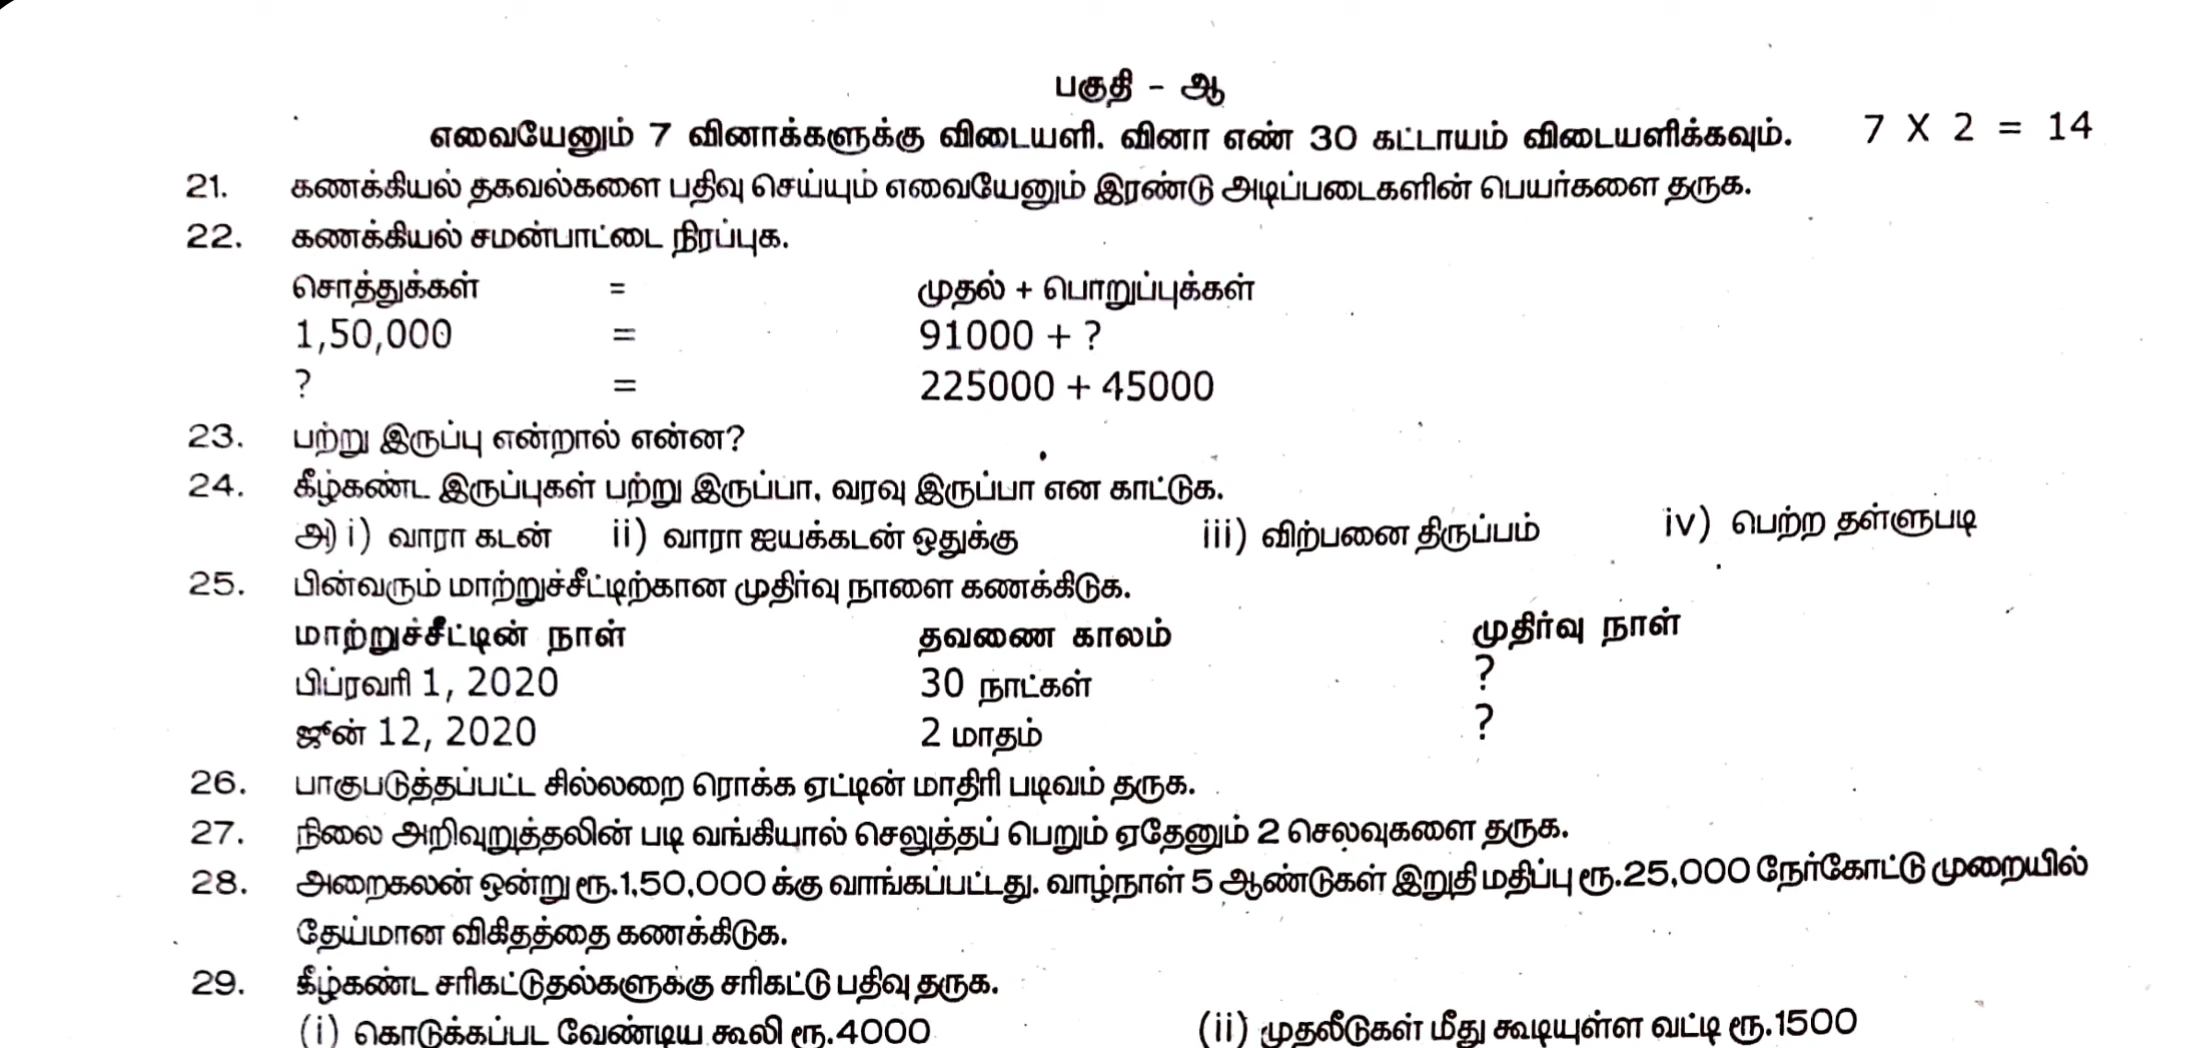 பகுதி - ஆ
எவையேனும் 7 வினாக்களுக்கு விடையளி. வினா எண் 30 கட்டாயம் விடையளிக்கவும். 7 X 2 = 14
21. கணக்கியல் தகவல்களை பதிவு செய்யும் எவையேனும் இரண்டு அடிப்படைகளின் பெயர்களை தருக.
22. கணக்கியல் சமன்பாட்டை நிரப்புக.
சொத்துக்கள் = முதல் + பொறுப்புக்கள்
1,50,000 = 91000 + ?
? = 225000 + 45000
23. பற்று இருப்பு என்றால் என்ன?
24. கீழ்கண்ட இருப்புகள் பற்று இருப்பா, வரவு இருப்பா என காட்டுக.
அ) i) வாரா கடன் ii) வாரா ஐயக்கடன் ஒதுக்கு iii) விற்பனை திருப்பம் iv) பெற்ற தள்ளுபடி
25. பின்வரும் மாற்றுச்சீட்டிற்கான முதிர்வு நாளை கணக்கிடுக.
மாற்றுச்சீட்டின் நாள் தவணை காலம் முதிர்வு நாள்
பிப்ரவரி 1, 2020 30 நாட்கள் ?
ஜூன் 12, 2020 2 மாதம் ?
26. பாகுபடுத்தப்பட்ட சில்லறை ரொக்க ஏட்டின் மாதிரி படிவம் தருக.
27. நிலை அறிவுறுத்தலின் படி வங்கியால் செலுத்தப் பெறும் ஏதேனும் 2 செலவுகளை தருக.
28. அறைகலன் ஒன்று ரூ.1,50,000 க்கு வாங்கப்பட்டது. வாழ்நாள் 5 ஆண்டுகள் இறுதி மதிப்பு ரூ.25,000 நேர்கோட்டு முறையில்
தேய்மான விகிதத்தை கணக்கிடுக.
29. கீழ்கண்ட சரிகட்டுதல்களுக்கு சரிகட்டு பதிவு தருக.
(i) கொடுக்கப்பட வேண்டிய கூலி ரூ.4000 (ii) முதலீடுகள் மீது கூடியுள்ள வட்டி ரூ.1500